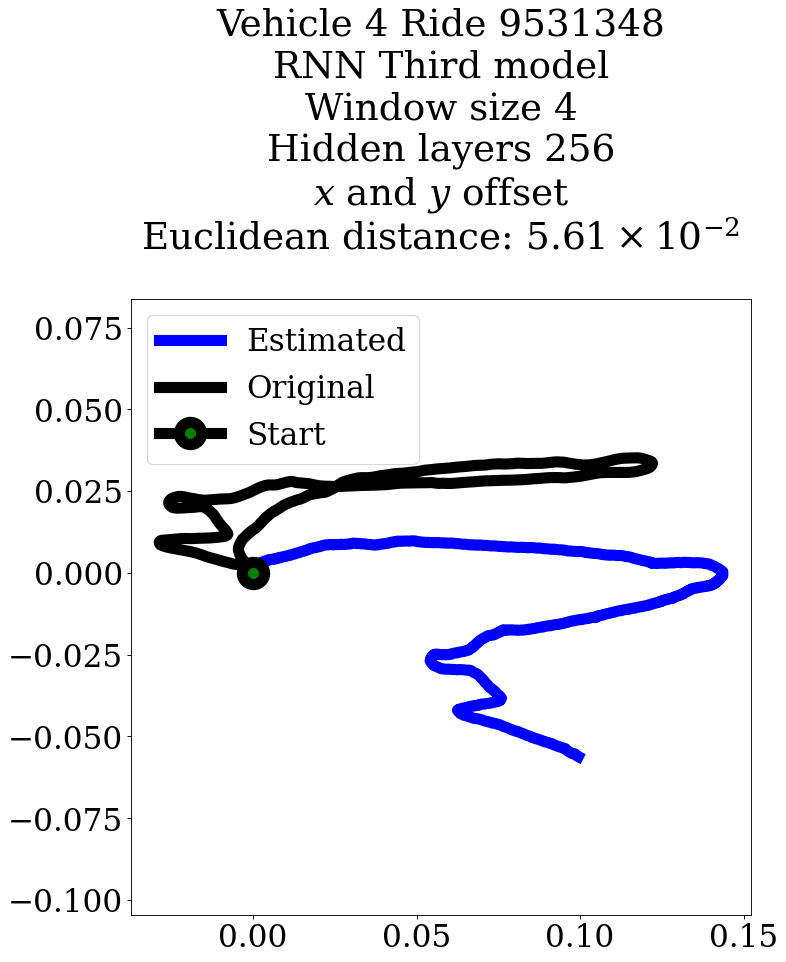 Vehicle 4 Ride 9531348
RNN Third model
Window size 4
Hidden layers 256
x and y offset
Euclidean distance: 5.61 × 10⁻²
Estimated
Original
Start
0.075
0.050
0.025
0.000
−0.025
−0.050
−0.075
−0.100
0.00 0.05 0.10 0.15